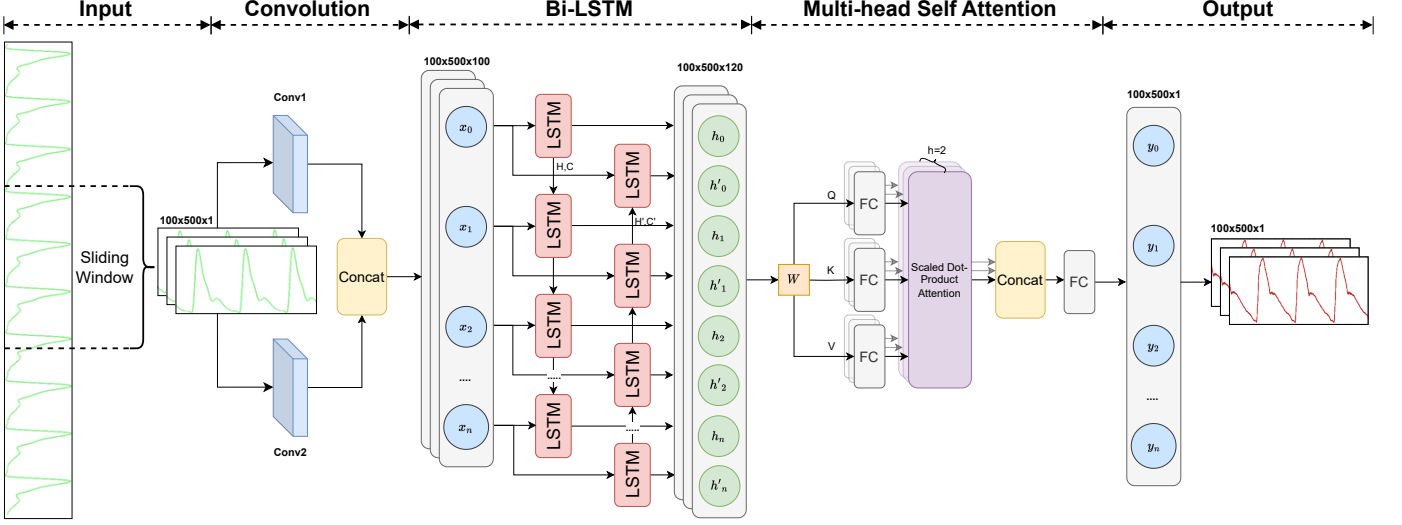 Input
Convolution
Bi-LSTM
Multi-head Self Attention
Output
Sliding
Window
100x500x1
Conv1
Conv2
Concat
100x500x100
x₀
x₁
x₂
....
xₙ
LSTM
H,C
LSTM
LSTM
H',C'
LSTM
LSTM
.....
LSTM
LSTM
.....
LSTM
100x500x120
h₀
h'₀
h₁
h'₁
h₂
h'₂
hₙ
h'ₙ
W
Q
K
V
FC
FC
FC
h=2
Scaled Dot-
Product
Attention
Concat
FC
100x500x1
y₀
y₁
y₂
....
yₙ
100x500x1